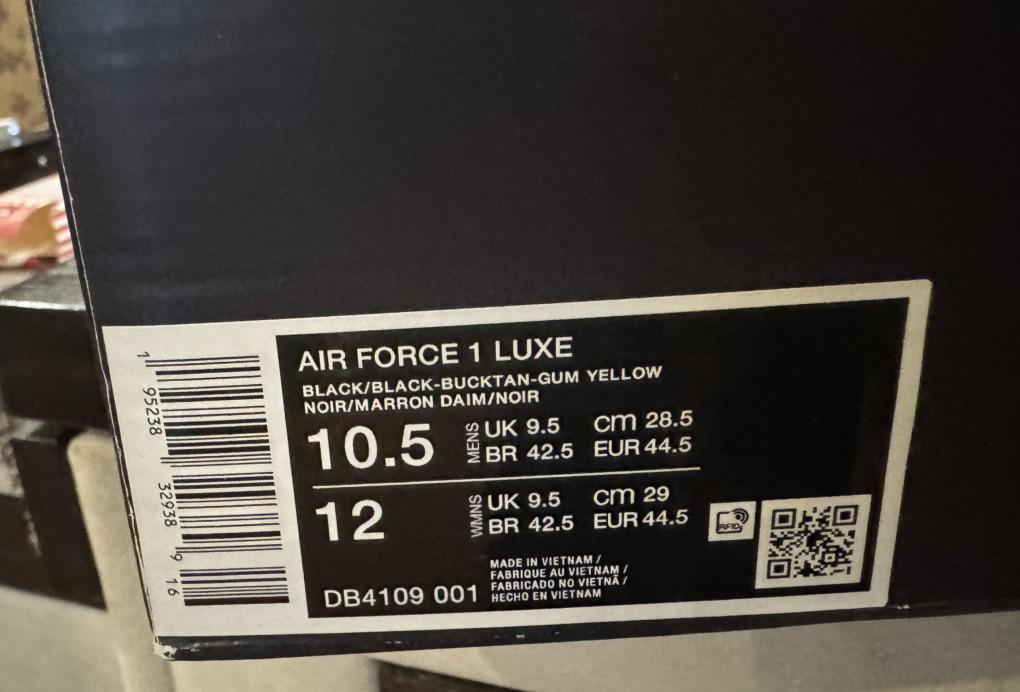 AIR FORCE 1 LUXE
BLACK/BLACK-BUCKTAN-GUM YELLOW
NOIR/MARRON DAIM/NOIR
10.5 MENS UK 9.5 cm 28.5
BR 42.5 EUR 44.5
12 WMNS UK 9.5 cm 29
BR 42.5 EUR 44.5
RFID
MADE IN VIETNAM /
FABRIQUE AU VIETNAM /
FABRICADO NO VIETNÃ /
HECHO EN VIETNAM
DB4109 001
1 95238 32938 9 16